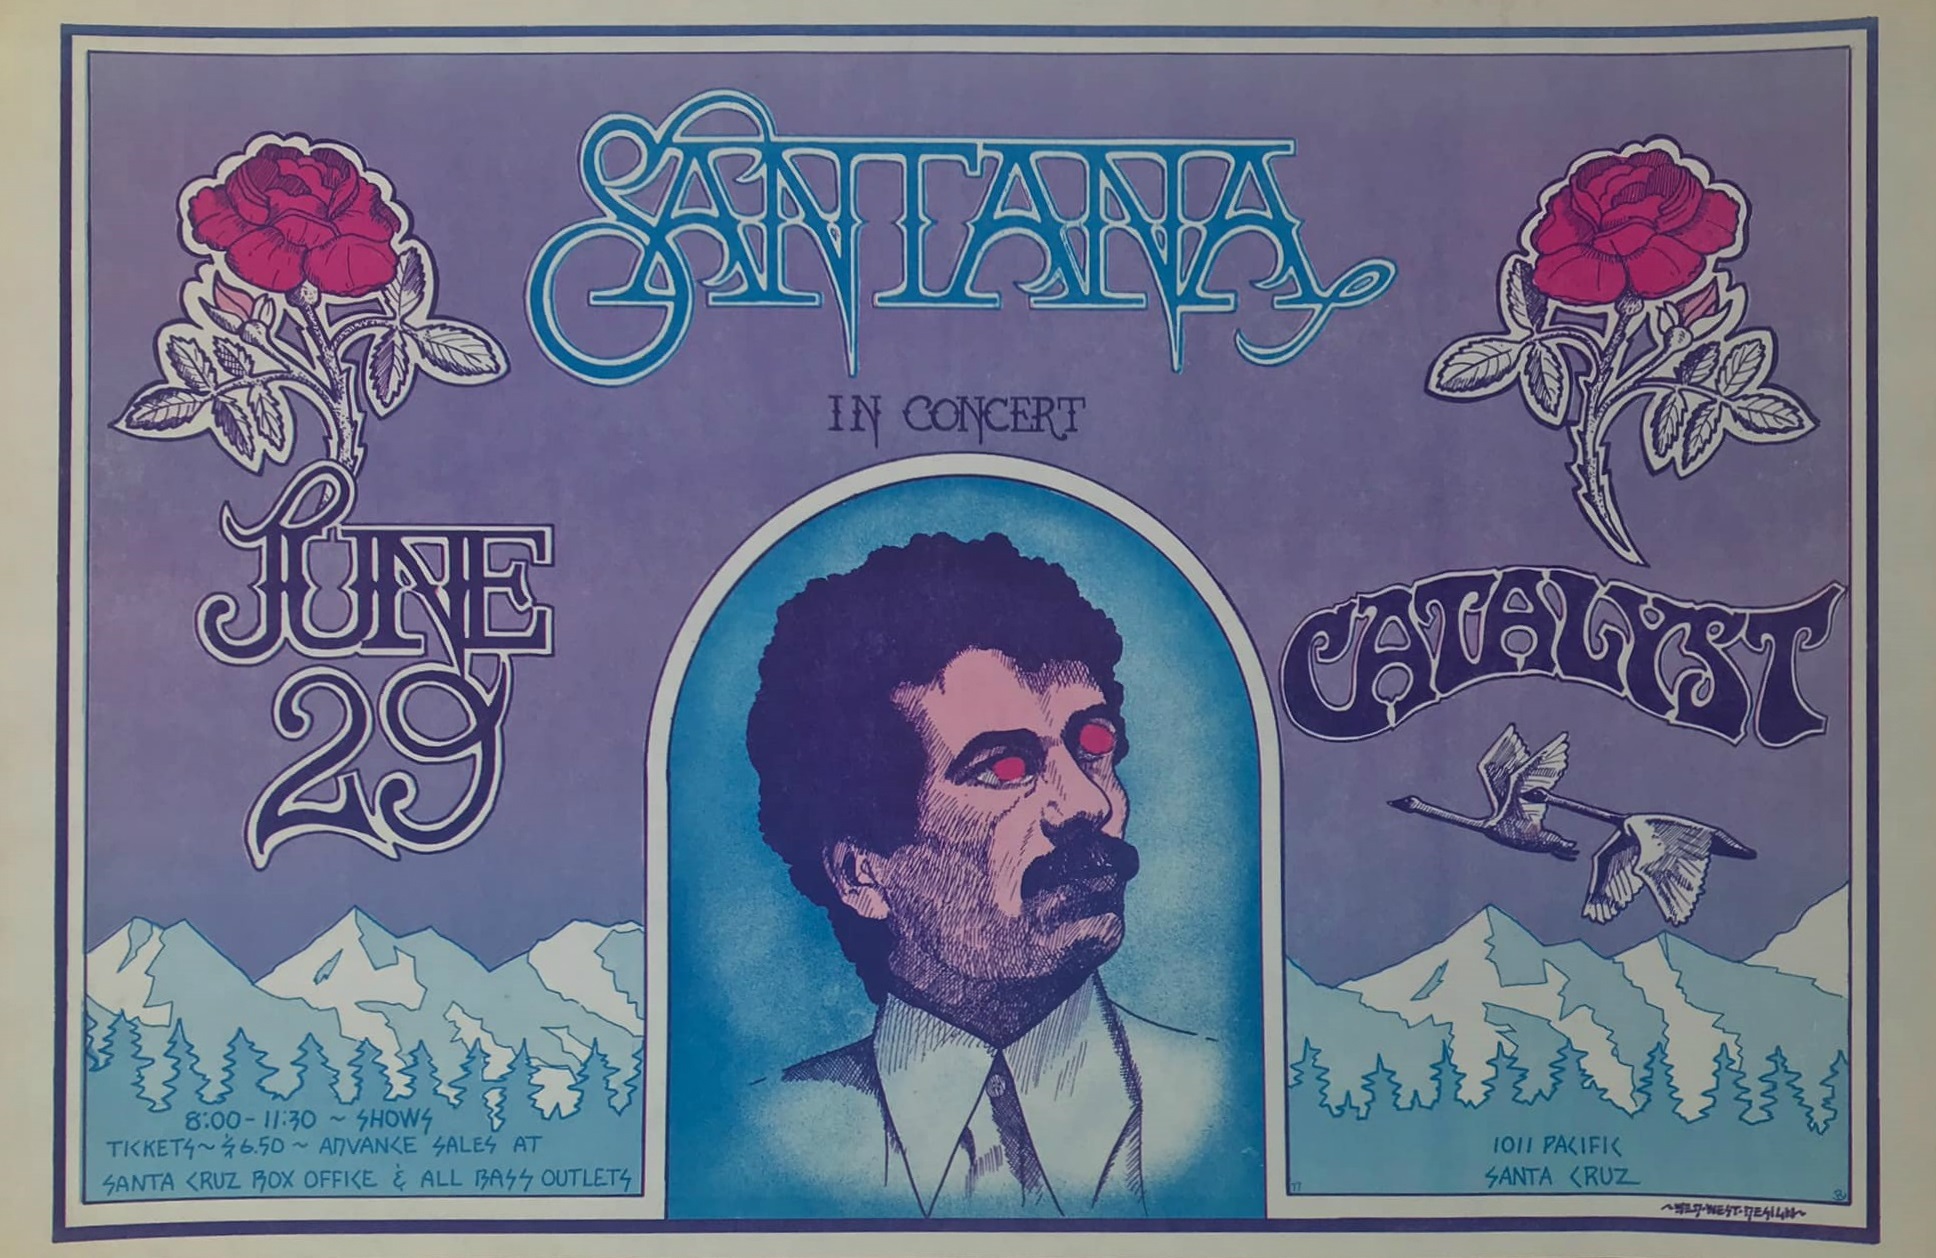 SANTANA
IN CONCERT
JUNE
29
CATALYST
8:00-11:30 ~ SHOWS
TICKETS ~ $6.50 ~ ADVANCE SALES AT
SANTA CRUZ BOX OFFICE & ALL BASS OUTLETS
1011 PACIFIC
SANTA CRUZ
77